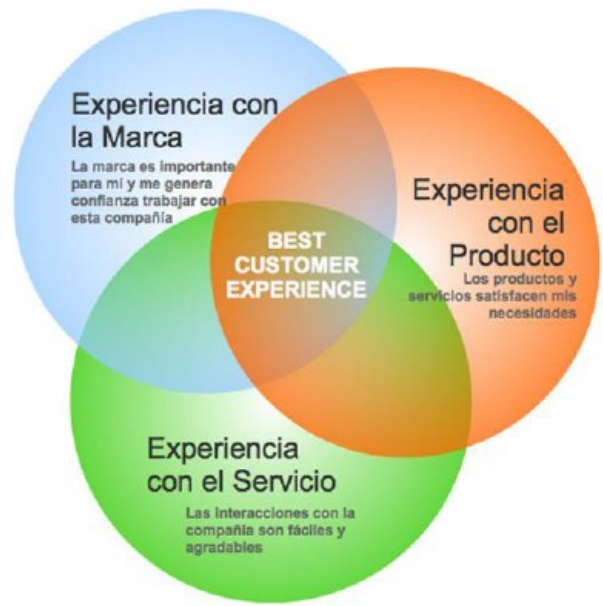 Experiencia con
la Marca
La marca es importante
para mí y me genera
confianza trabajar con
esta compañía
Experiencia
con el
Producto
Los productos y
servicios satisfacen mis
necesidades
BEST
CUSTOMER
EXPERIENCE
Experiencia
con el Servicio
Las interacciones con la
compañía son fáciles y
agradables